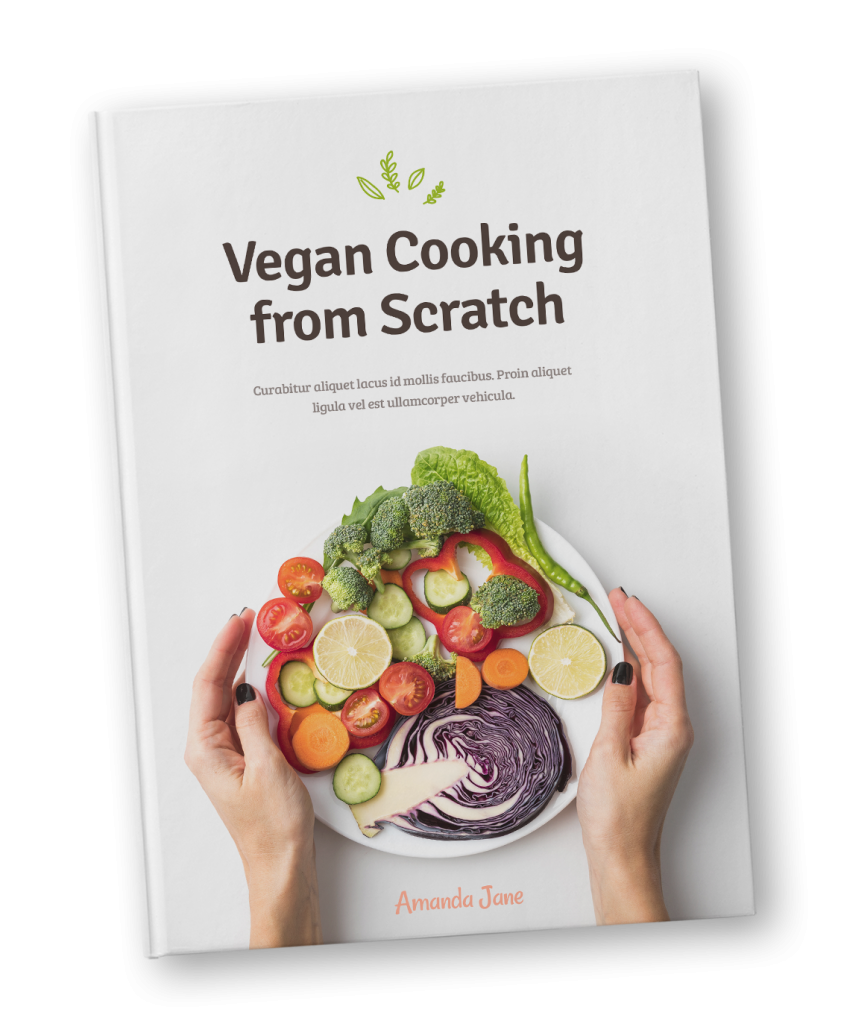 Vegan Cooking
from Scratch
Curabitur aliquet lacus id mollis faucibus. Proin aliquet
ligula vel est ullamcorper vehicula.
Amanda Jane